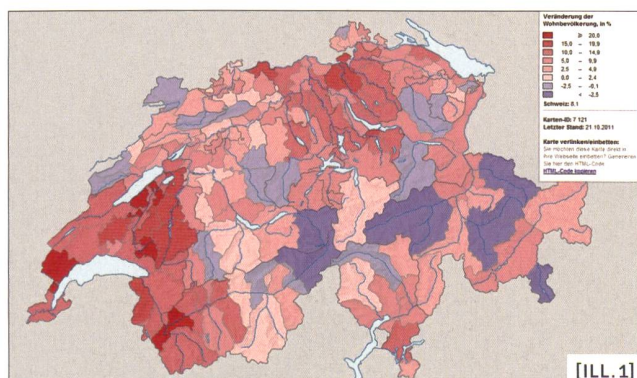 Veränderung der
Wohnbevölkerung, in %
≥ 20,0
15,0 – 19,9
10,0 – 14,9
5,0 – 9,9
2,5 – 4,9
0,0 – 2,4
-2,5 – -0,1
< -2,5
Schweiz: 8,1
Karten-ID: 7 121
Letzter Stand: 21.10.2011
Karte verlinken/einbetten:
Sie möchten diese Karte direkt in
Ihre Webseite einbetten? Generieren
Sie hier den HTML-Code
HTML-Code kopieren
[ILL.1]